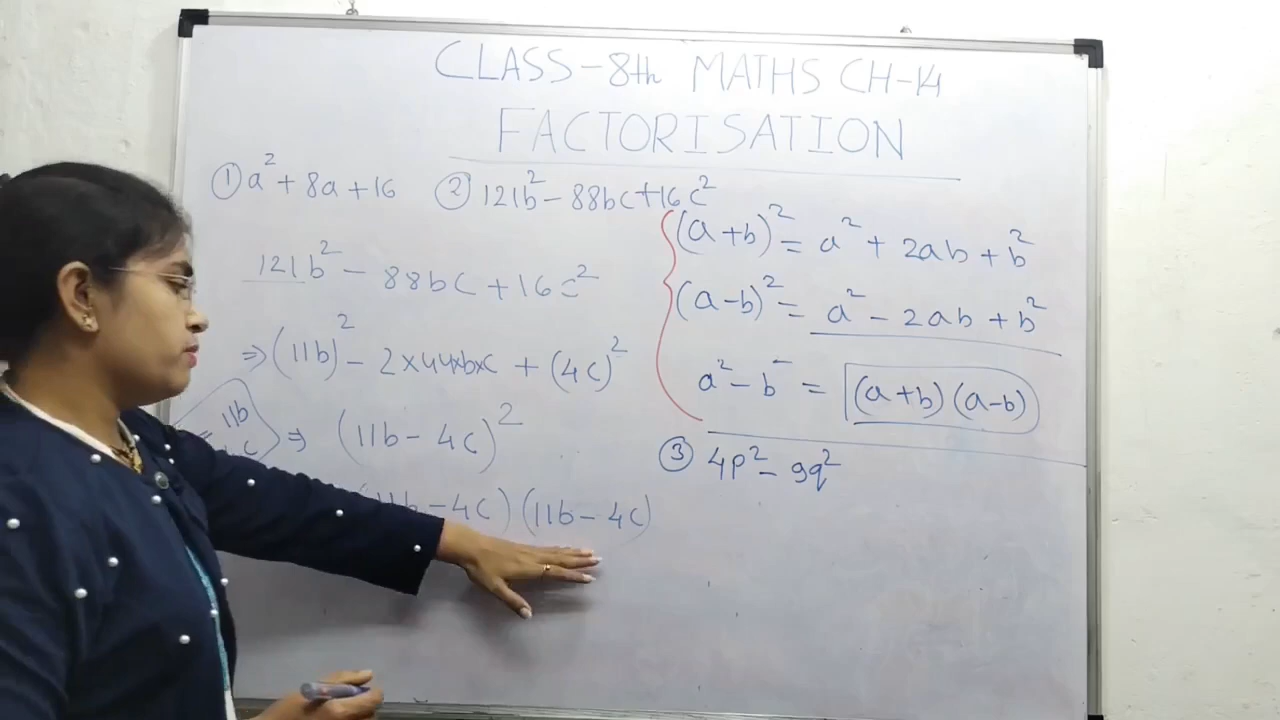 CLASS-8th MATHS CH-14
FACTORISATION
① a² + 8a + 16
② 121b² - 88bc + 16c²
121b² - 88bc + 16c²
⇒ (11b)² - 2×44×b×c + (4c)²
= 11b
⇒ (11b - 4c)²
(11b - 4c) (11b - 4c)
(a+b)² = a² + 2ab + b²
(a-b)² = a² - 2ab + b²
a² - b⁻ = (a+b) (a-b)
③ 4p² - 9q²